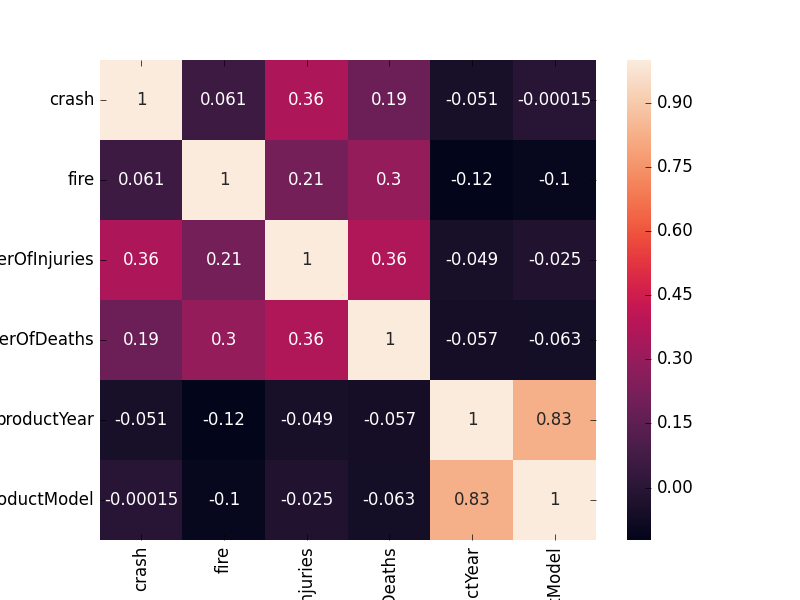 crash 1 0.061 0.36 0.19 -0.051 -0.00015 0.90
fire 0.061 1 0.21 0.3 -0.12 -0.1 0.75
0.60
erOfInjuries 0.36 0.21 1 0.36 -0.049 -0.025
0.45
erOfDeaths 0.19 0.3 0.36 1 -0.057 -0.063
0.30
productYear -0.051 -0.12 -0.049 -0.057 1 0.83
0.15
oductModel -0.00015 -0.1 -0.025 -0.063 0.83 1
0.00
crash fire njuries Deaths ctYear tModel